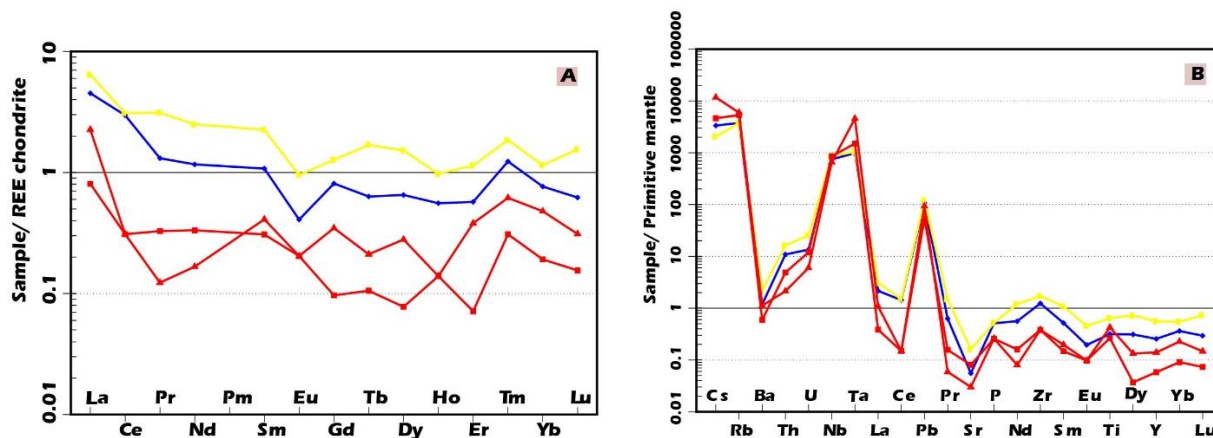 A
Sample/ REE chondrite
10
1
0.1
0.01
La Pr Pm Eu Tb Ho Tm Lu
Ce Nd Sm Gd Dy Er Yb
B
Sample/ Primitive mantle
100000
10000
1000
100
10
1
0.1
0.01
Cs Ba U Ta Ce Pr P Zr Eu Dy Yb
Rb Th Nb La Pb Sr Nd Sm Ti Y Lu